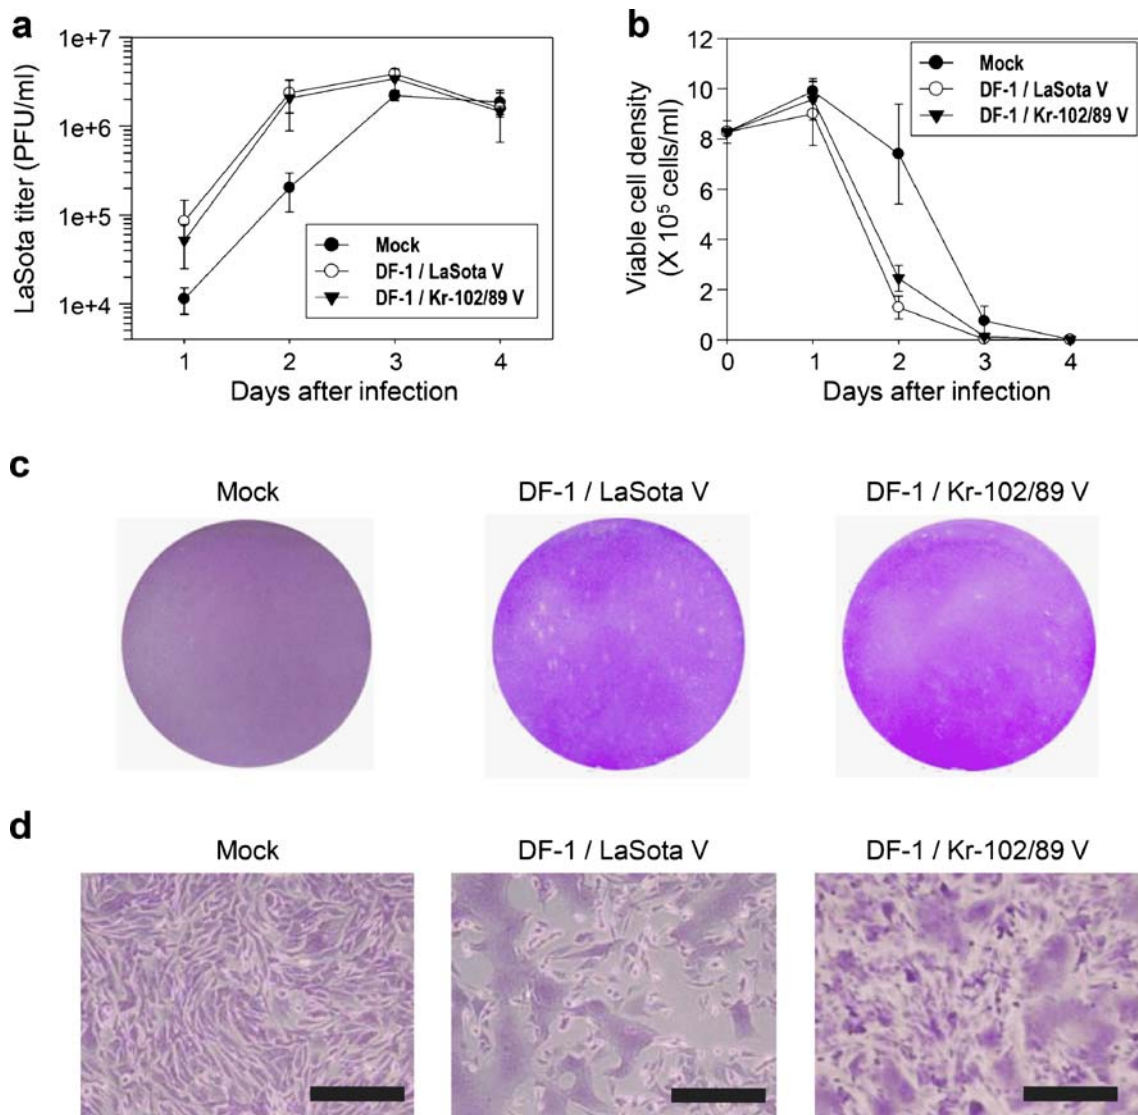 a
1e+7
1e+6
1e+5
1e+4
LaSota titer (PFU/ml)
Mock
DF-1 / LaSota V
DF-1 / Kr-102/89 V
1 2 3 4
Days after infection
b
12
10
8
6
4
2
0
Viable cell density
(X 10⁵ cells/ml)
Mock
DF-1 / LaSota V
DF-1 / Kr-102/89 V
0 1 2 3 4
Days after infection
c
Mock DF-1 / LaSota V DF-1 / Kr-102/89 V
d
Mock DF-1 / LaSota V DF-1 / Kr-102/89 V